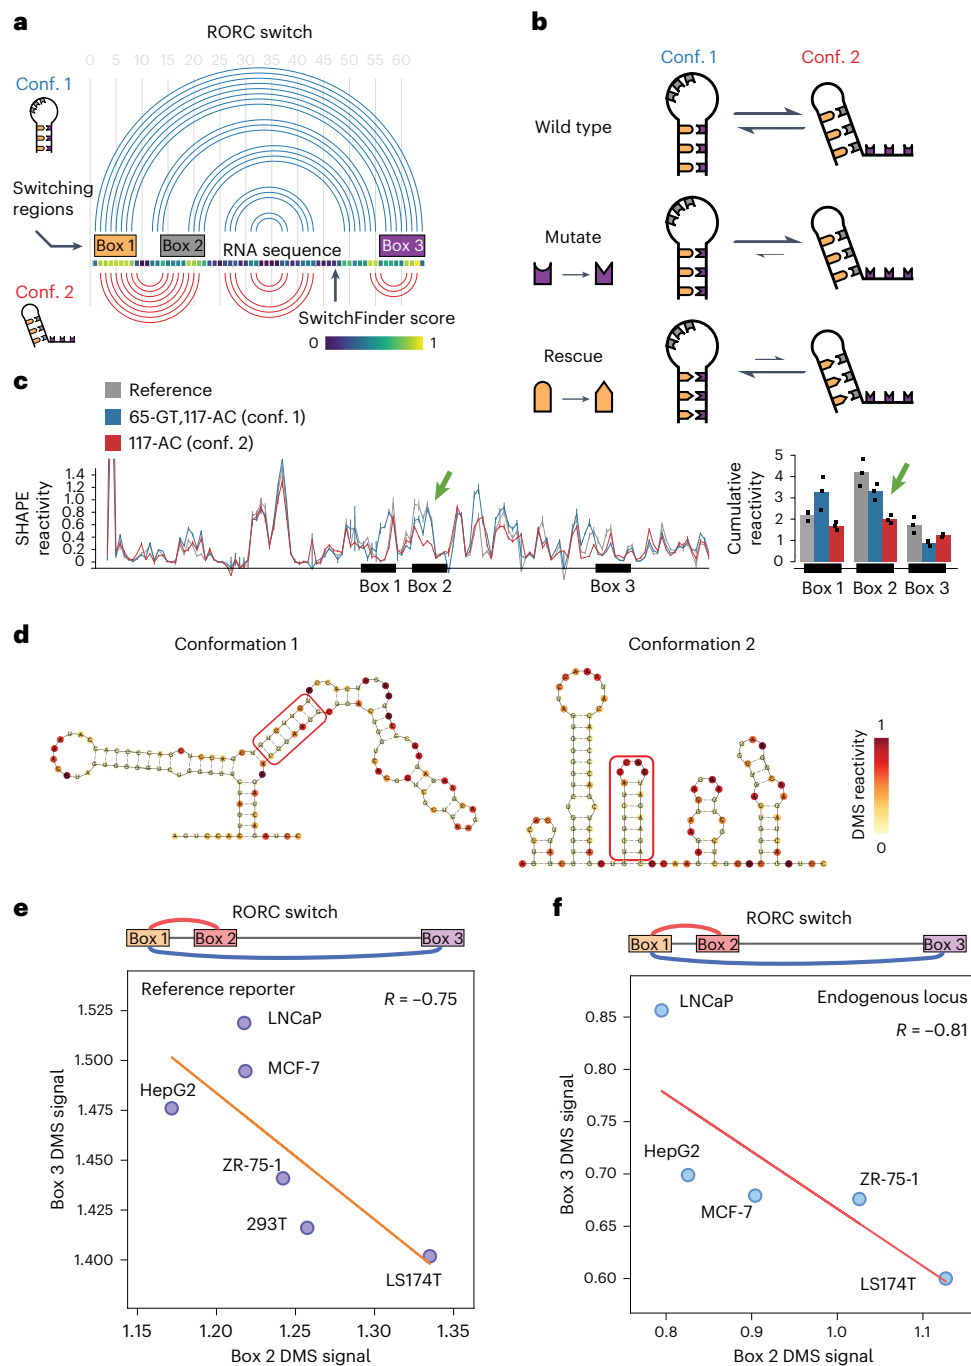 a
RORC switch
0 5 10 15 20 25 30 35 40 45 50 55 60
Conf. 1
Switching
regions
Box 1
Box 2
RNA sequence
Box 3
Conf. 2
SwitchFinder score
0
1
b
Conf. 1
Conf. 2
Wild type
Mutate
Rescue
c
Reference
65-GT,117-AC (conf. 1)
117-AC (conf. 2)
SHAPE
reactivity
1.4
1.2
1.0
0.8
0.6
0.4
0.2
0
Box 1
Box 2
Box 3
Cumulative
reactivity
5
4
3
2
1
0
Box 1
Box 2
Box 3
d
Conformation 1
Conformation 2
DMS reactivity
1
0
e
RORC switch
Box 1
Box 2
Box 3
Reference reporter
R = –0.75
LNCaP
MCF-7
HepG2
ZR-75-1
293T
LS174T
Box 3 DMS signal
1.525
1.500
1.475
1.450
1.425
1.400
1.15
1.20
1.25
1.30
1.35
Box 2 DMS signal
f
RORC switch
Box 1
Box 2
Box 3
LNCaP
Endogenous locus
R = –0.81
HepG2
MCF-7
ZR-75-1
LS174T
Box 3 DMS signal
0.85
0.80
0.75
0.70
0.65
0.60
0.8
0.9
1.0
1.1
Box 2 DMS signal